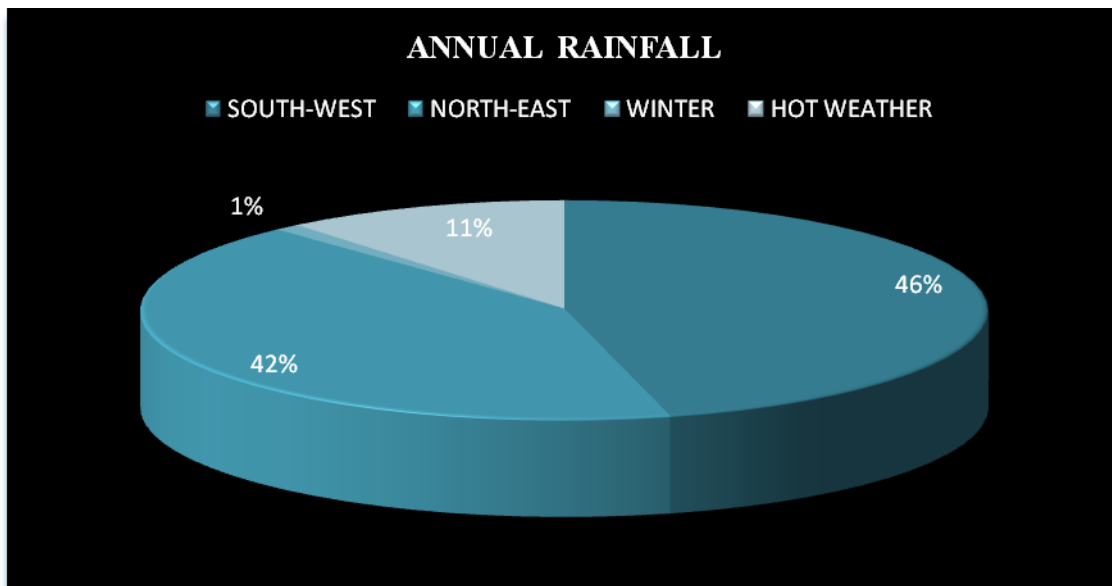 ANNUAL RAINFALL
SOUTH-WEST NORTH-EAST WINTER HOT WEATHER
1%
11%
46%
42%